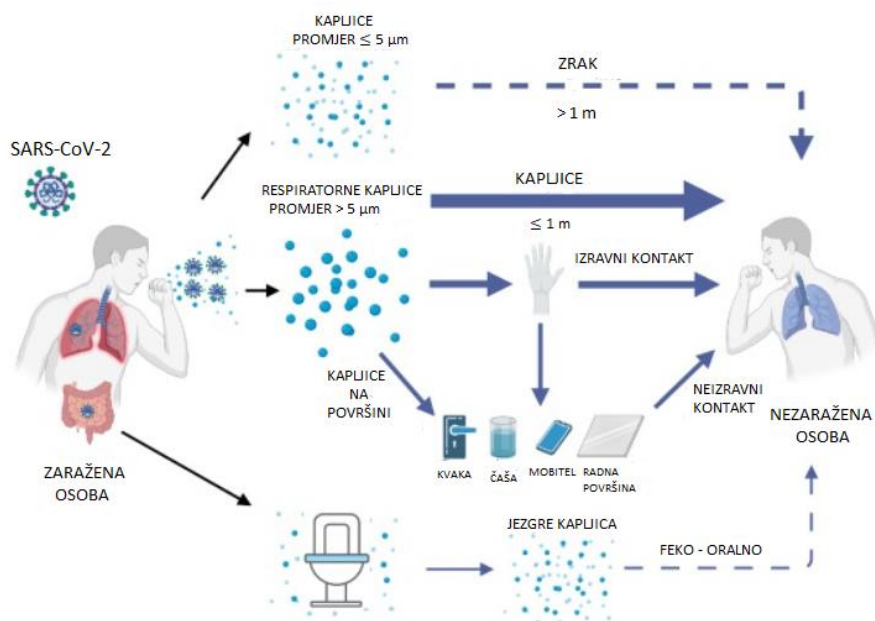 KAPLJICE
PROMJER ≤ 5 µm
ZRAK
> 1 m
SARS-CoV-2
RESPIRATORNE KAPLJICE
PROMJER > 5 µm
KAPLJICE
≤ 1 m
IZRAVNI KONTAKT
KAPLJICE
NA
POVRŠINI
NEIZRAVNI
KONTAKT
NEZARAŽENA
OSOBA
KVAKA
ČAŠA
MOBITEL
RADNA
POVRŠINA
ZARAŽENA
OSOBA
JEZGRE KAPLJICA
FEKO - ORALNO